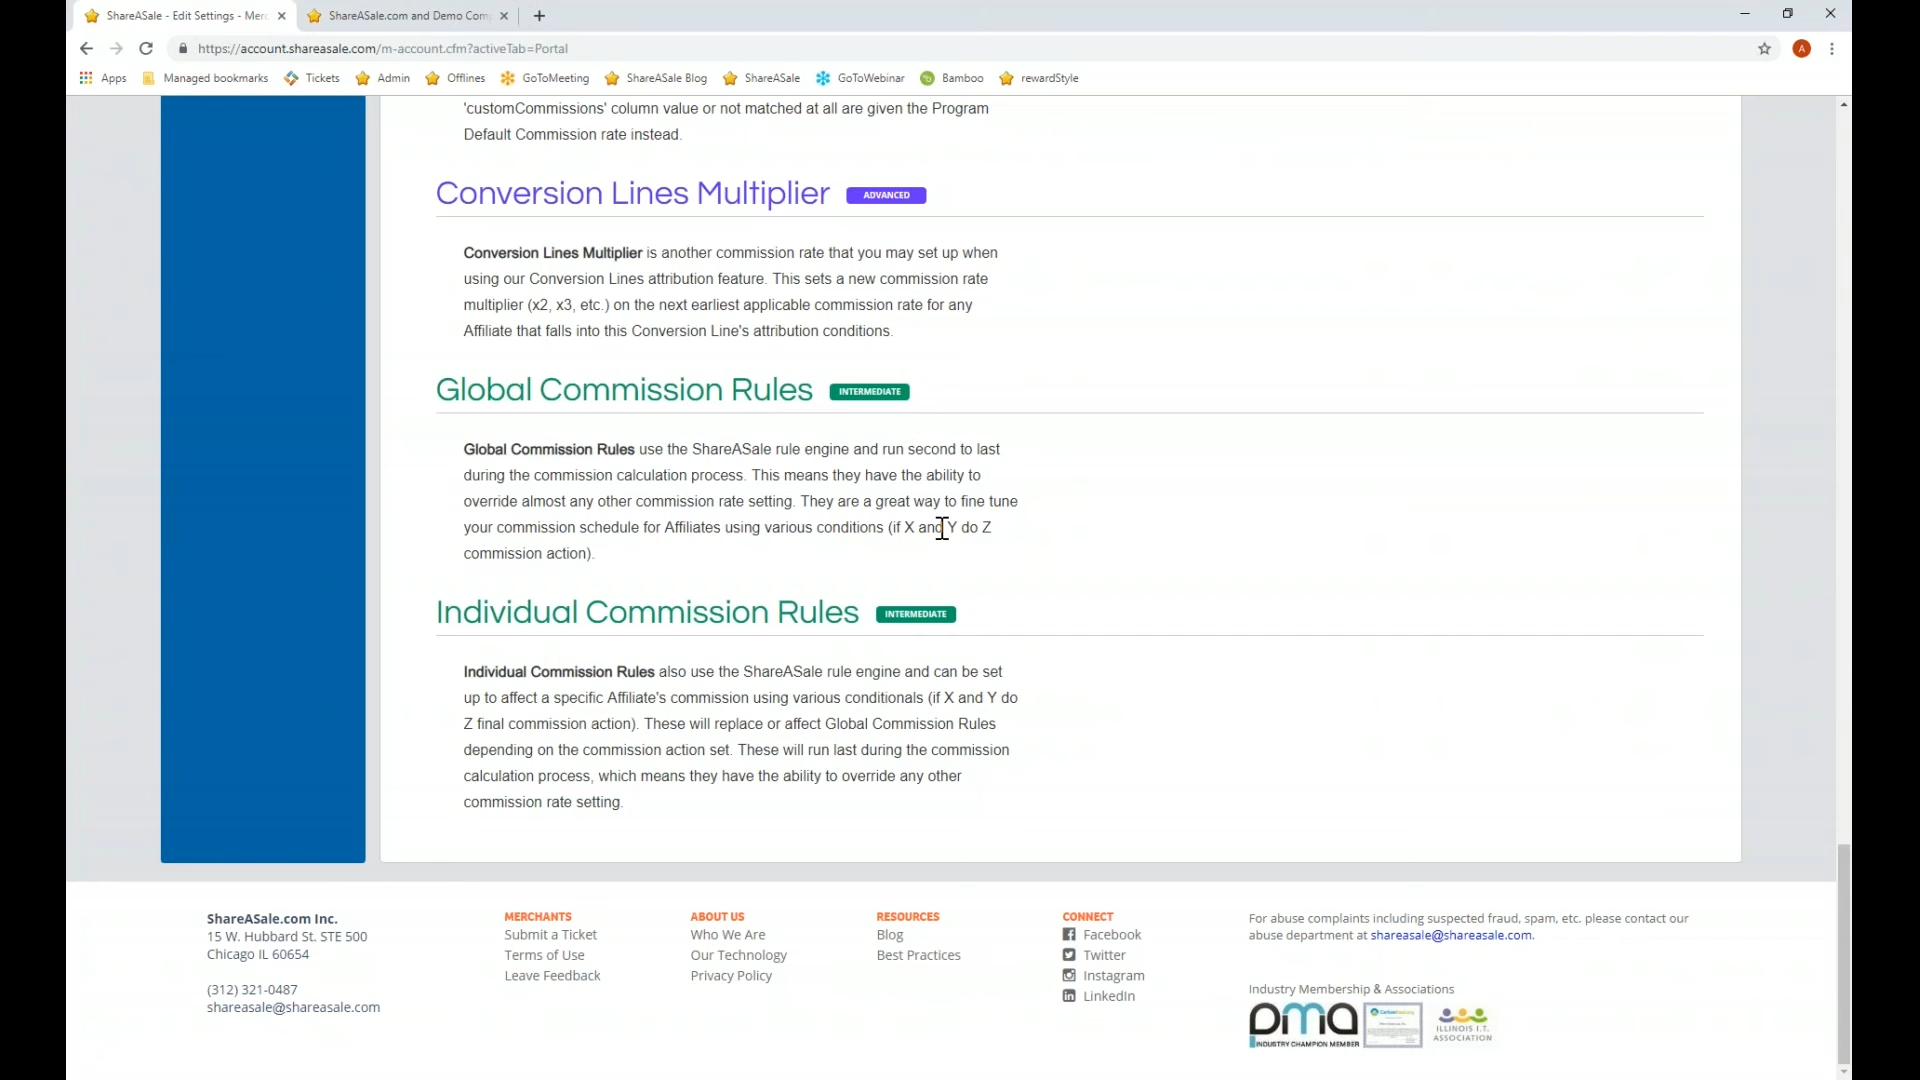 ShareASale - Edit Settings - Merc
ShareASale.com and Demo Comp
https://account.shareasale.com/m-account.cfm?activeTab=Portal
A
Apps
Managed bookmarks
Tickets
Admin
Offlines
GoToMeeting
ShareASale Blog
ShareASale
GoToWebinar
Bamboo
rewardStyle
'customCommissions' column value or not matched at all are given the Program
Default Commission rate instead.
Conversion Lines Multiplier ADVANCED
Conversion Lines Multiplier is another commission rate that you may set up when
using our Conversion Lines attribution feature. This sets a new commission rate
multiplier (x2, x3, etc.) on the next earliest applicable commission rate for any
Affiliate that falls into this Conversion Line's attribution conditions.
Global Commission Rules INTERMEDIATE
Global Commission Rules use the ShareASale rule engine and run second to last
during the commission calculation process. This means they have the ability to
override almost any other commission rate setting. They are a great way to fine tune
your commission schedule for Affiliates using various conditions (if X and Y do Z
commission action).
Individual Commission Rules INTERMEDIATE
Individual Commission Rules also use the ShareASale rule engine and can be set
up to affect a specific Affiliate's commission using various conditionals (if X and Y do
Z final commission action). These will replace or affect Global Commission Rules
depending on the commission action set. These will run last during the commission
calculation process, which means they have the ability to override any other
commission rate setting.
ShareASale.com Inc.
15 W. Hubbard St. STE 500
Chicago IL 60654
(312) 321-0487
shareasale@shareasale.com
MERCHANTS
Submit a Ticket
Terms of Use
Leave Feedback
ABOUT US
Who We Are
Our Technology
Privacy Policy
RESOURCES
Blog
Best Practices
CONNECT
Facebook
Twitter
Instagram
LinkedIn
For abuse complaints including suspected fraud, spam, etc. please contact our
abuse department at shareasale@shareasale.com.
Industry Membership & Associations
pma
INDUSTRY CHAMPION MEMBER
ILLINOIS I.T.
ASSOCIATION